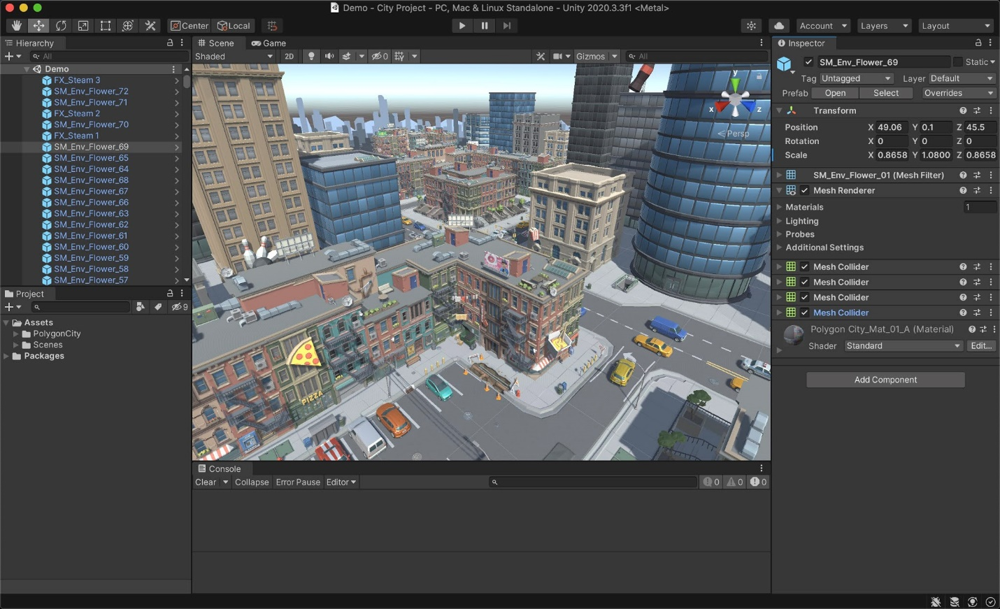 Demo - City Project - PC, Mac & Linux Standalone - Unity 2020.3.3f1 <Metal>
Center Local
Account Layers Layout
Hierarchy
All
Demo
FX_Steam 3
SM_Env_Flower_72
SM_Env_Flower_71
FX_Steam 2
SM_Env_Flower_70
FX_Steam 1
SM_Env_Flower_69
SM_Env_Flower_65
SM_Env_Flower_64
SM_Env_Flower_68
SM_Env_Flower_67
SM_Env_Flower_66
SM_Env_Flower_63
SM_Env_Flower_62
SM_Env_Flower_61
SM_Env_Flower_60
SM_Env_Flower_59
SM_Env_Flower_58
SM_Env_Flower_57
Project
9
Assets
PolygonCity
Scenes
Packages
Scene Game
Shaded 2D 0 Gizmos All
y
x z
Persp
PIZZA
Console
Clear Collapse Error Pause Editor 0 0 0
Inspector
SM_Env_Flower_69 Static
Tag Untagged Layer Default
Prefab Open Select Overrides
Transform
Position X 49.06 Y 0.1 Z 45.5
Rotation X 0 Y 0 Z 0
Scale X 0.8658 Y 1.0800 Z 0.8658
SM_Env_Flower_01 (Mesh Filter)
Mesh Renderer
Materials 1
Lighting
Probes
Additional Settings
Mesh Collider
Mesh Collider
Mesh Collider
Mesh Collider
Polygon City_Mat_01_A (Material)
Shader Standard Edit...
Add Component